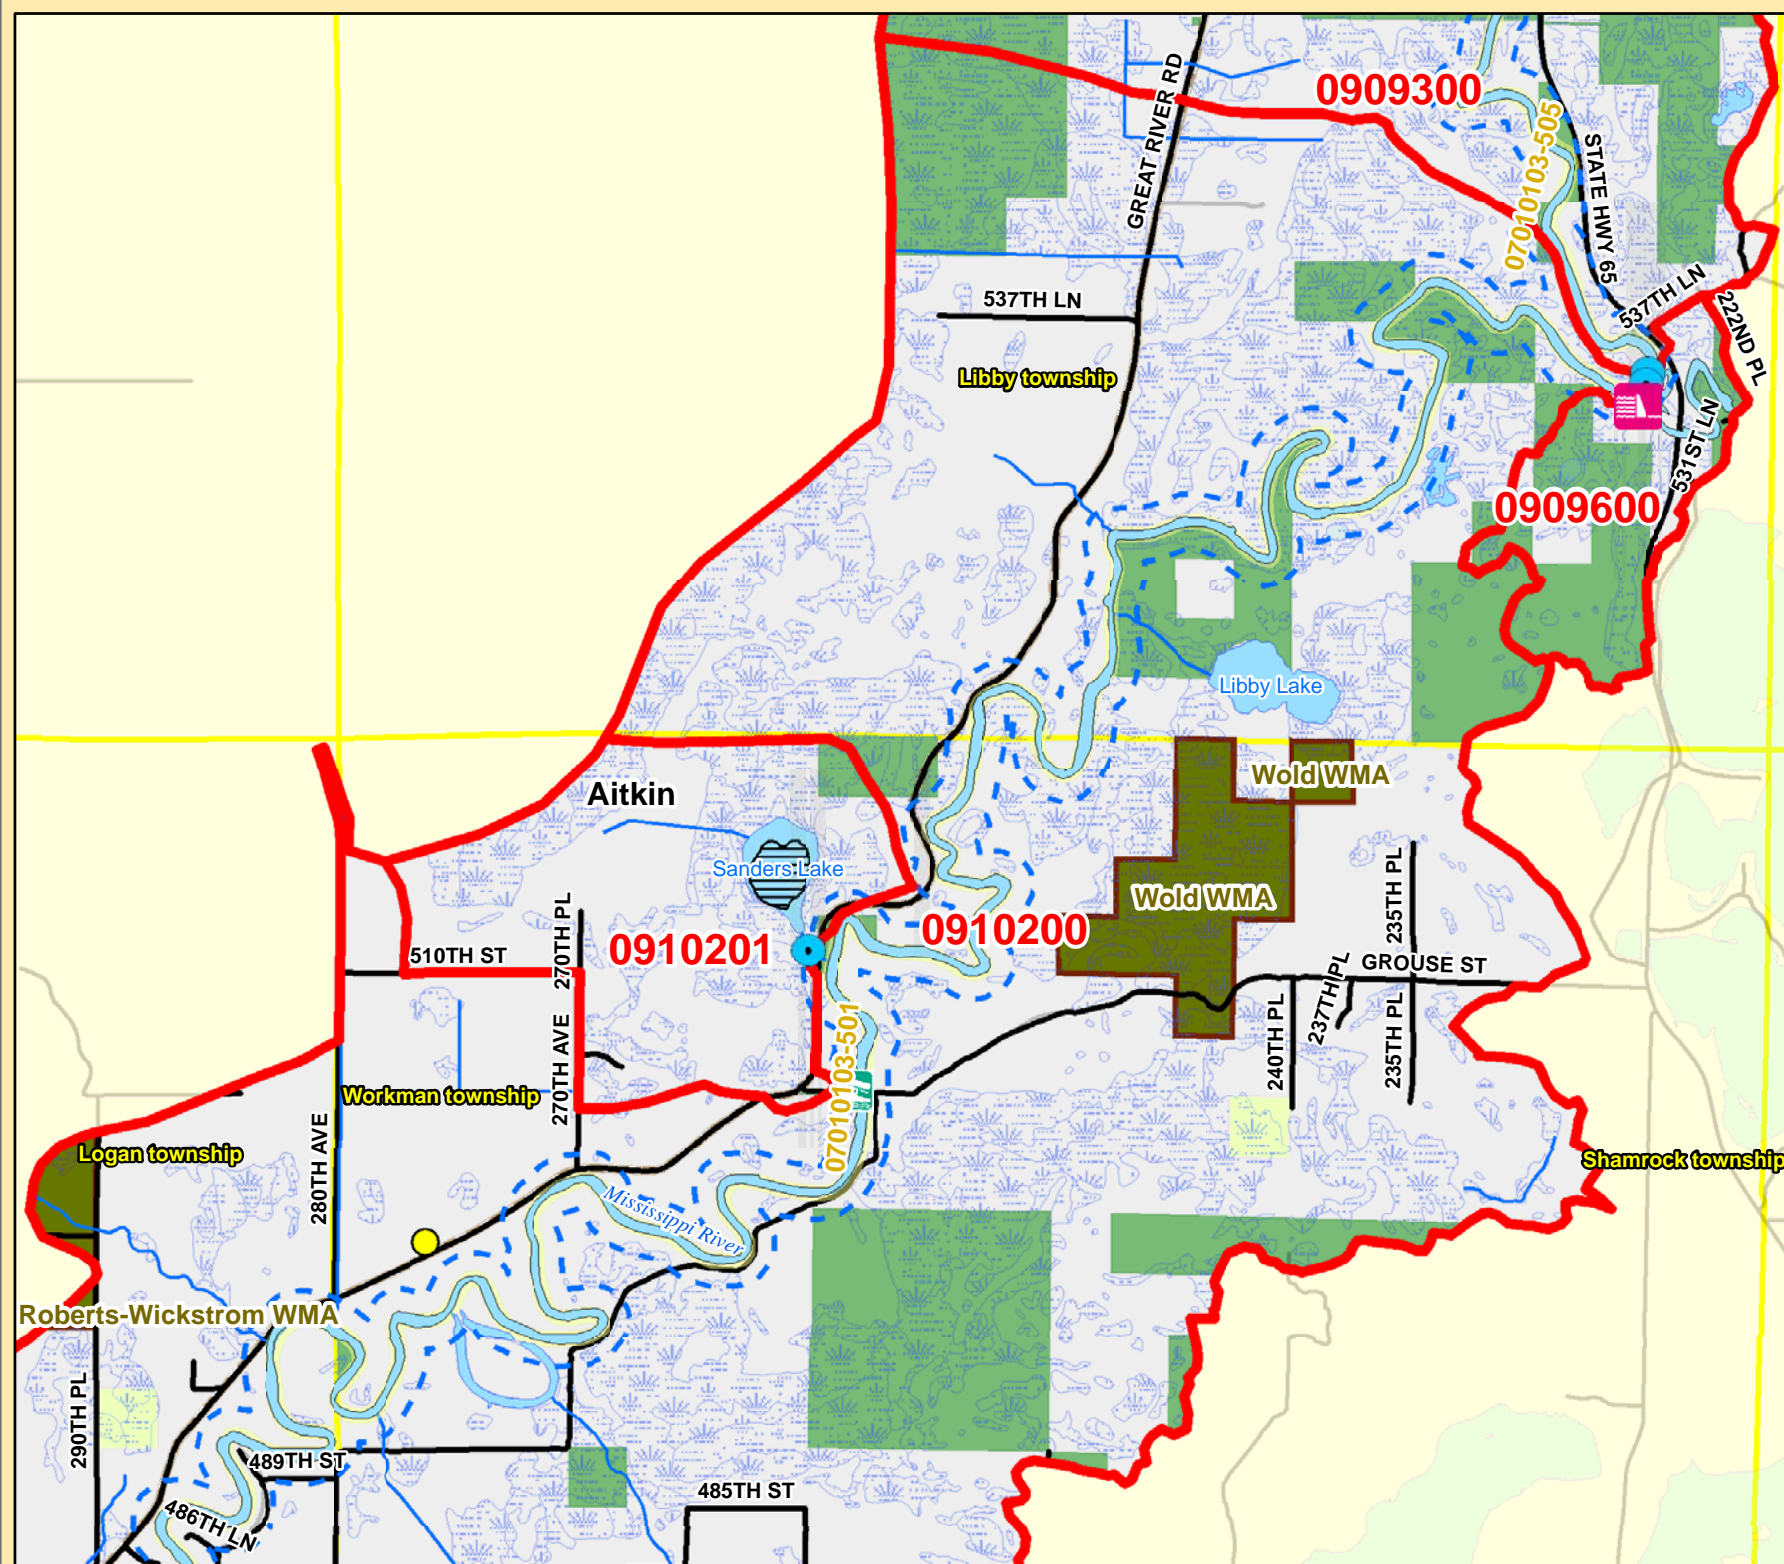 0909300
GREAT RIVER RD
07010103-505
STATE HWY 65
537TH LN
537TH LN
222ND PL
Libby township
531ST LN
0909600
Libby Lake
Wold WMA
Aitkin
Sanders Lake
Wold WMA
235TH PL
270TH PL
0910201
0910200
510TH ST
GROUSE ST
237TH PL
240TH PL
235TH PL
07010103-501
270TH AVE
Workman township
280TH AVE
Logan township
Shamrock township
Mississippi River
Roberts-Wickstrom WMA
290TH PL
489TH ST
485TH ST
486TH LN